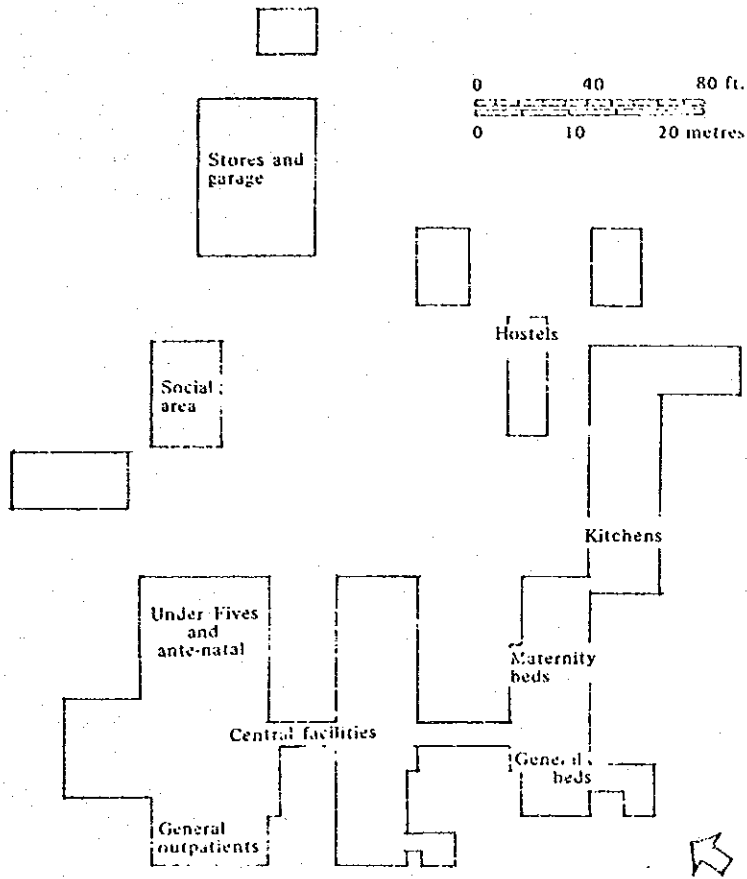 0 40 80 ft.
0 10 20 metres
Stores and
garage
Hostels
Social
area
Kitchens
Under Fives
and
ante-natal
Maternity
beds
Central facilities
General
beds
General
outpatients